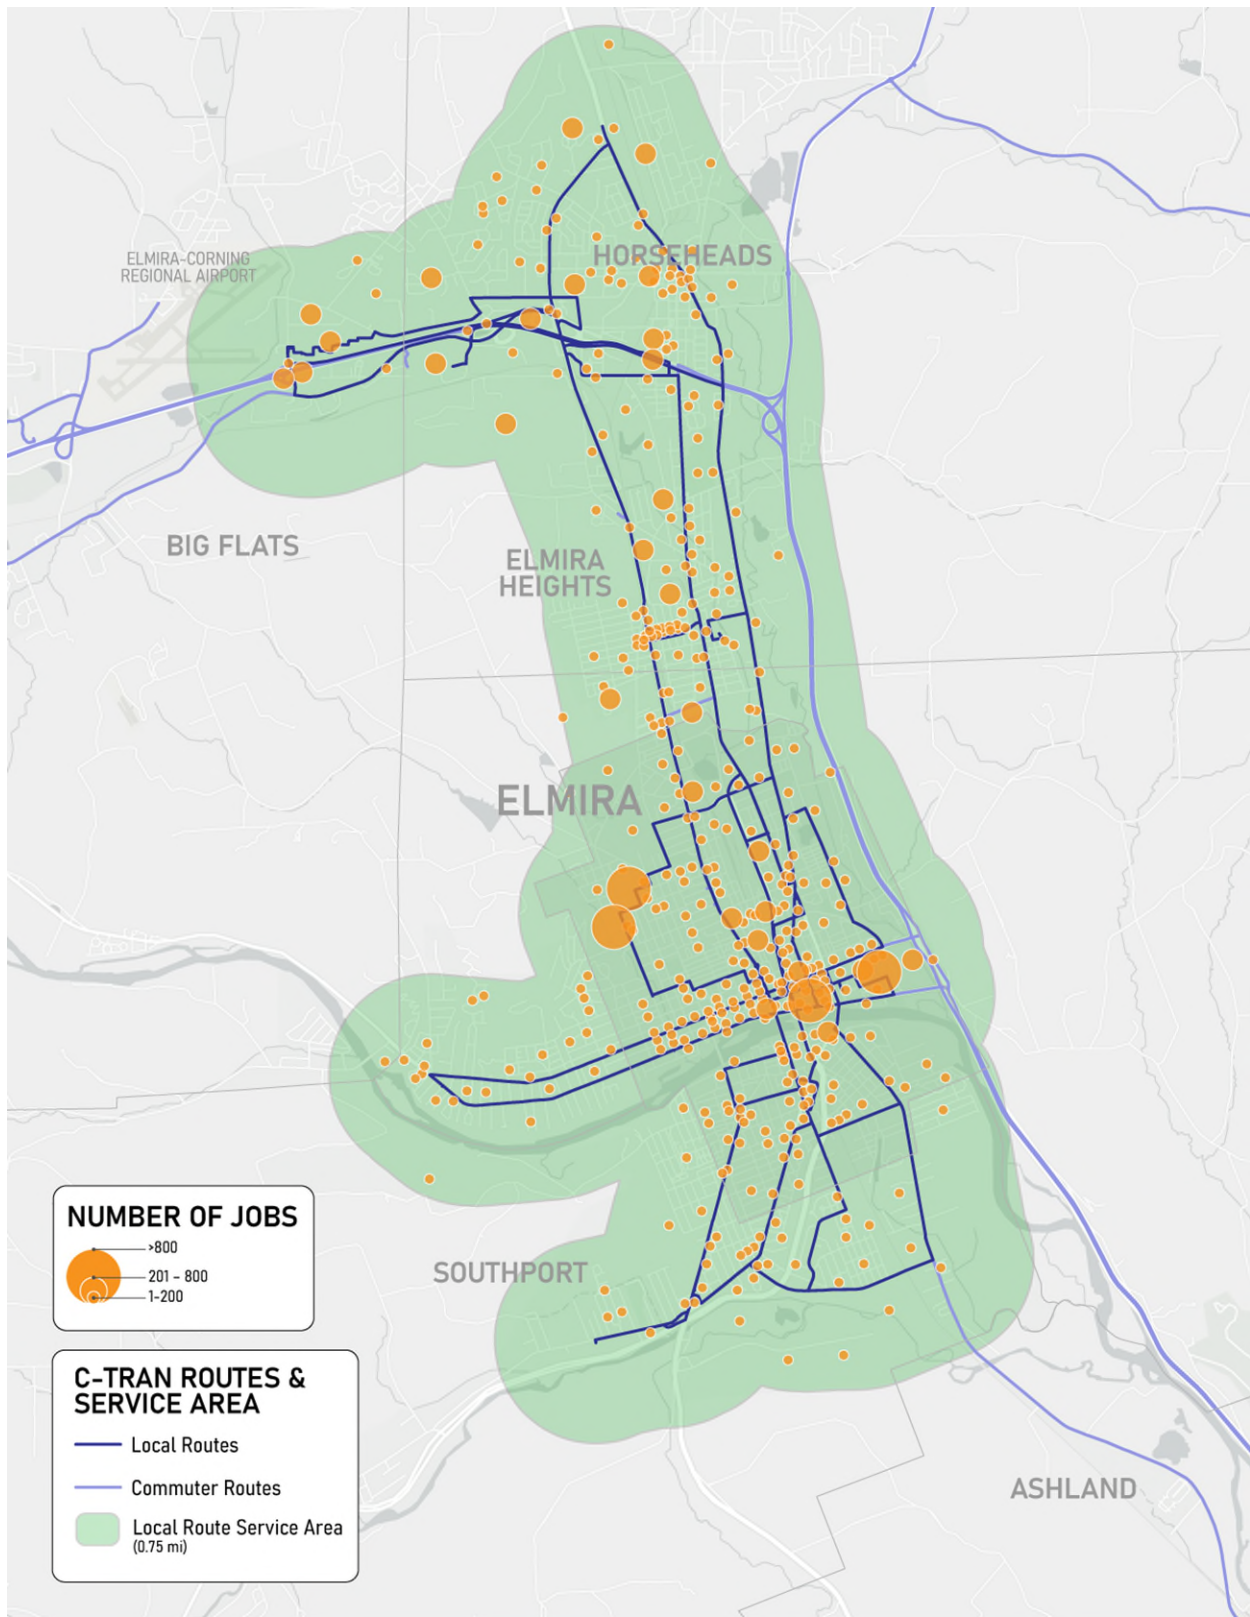 HORSEHEADS
ELMIRA-CORNING
REGIONAL AIRPORT
BIG FLATS
ELMIRA
HEIGHTS
ELMIRA
SOUTHPORT
ASHLAND
NUMBER OF JOBS
>800
201 – 800
1-200
C-TRAN ROUTES &
SERVICE AREA
Local Routes
Commuter Routes
Local Route Service Area
(0.75 mi)